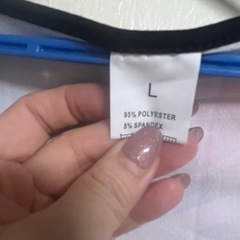 L
95% POLYESTER
5% SPANDEX